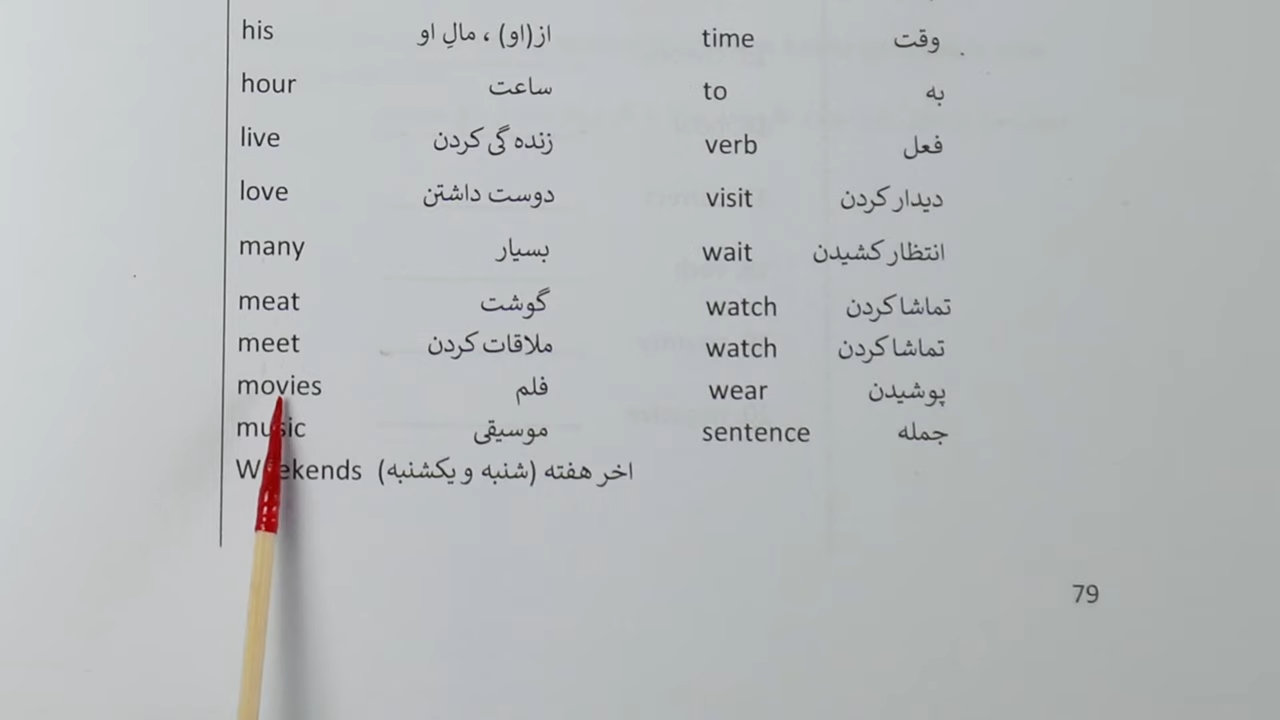 his از(او) ، مالِ او time وقت
hour ساعت to به
live زنده گی کردن verb فعل
love دوست داشتن visit دیدار کردن
many بسیار wait انتظار کشیدن
meat گوشت watch تماشا کردن
meet ملاقات کردن watch تماشا کردن
movies فلم wear پوشیدن
music موسیقی sentence جمله
Weekends اخر هفته (شنبه و یکشنبه)
79